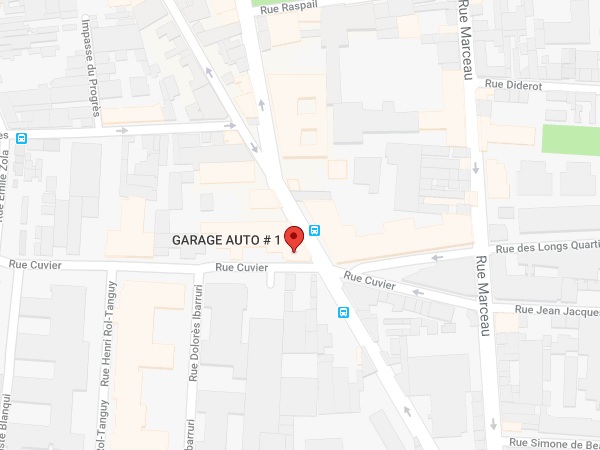 Rue Raspail
Rue Marceau
Impasse du Progrès
Rue Diderot
Rue Émile Zola
GARAGE AUTO # 1
Rue des Longs Quarti
Rue Cuvier
Rue Cuvier
Rue Cuvier
Rue Marceau
Rue Henri Rol-Tanguy
Rue Dolorès Ibarruri
Rue Jean Jacques
Blanqui
Rol-Tanguy
Ibarruri
Rue Simone de Bea